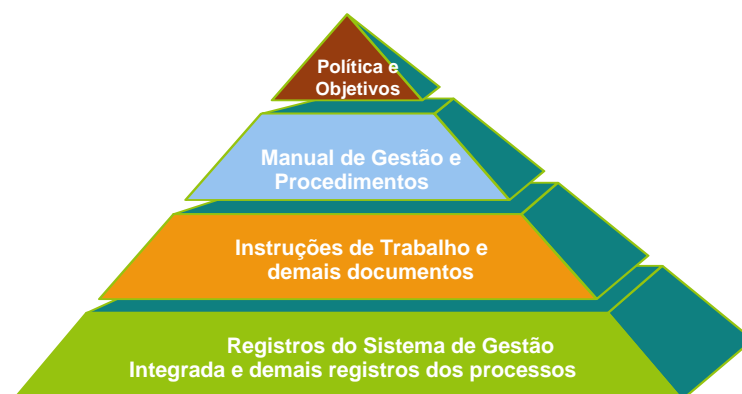 Política e
Objetivos
Manual de Gestão e
Procedimentos
Instruções de Trabalho e
demais documentos
Registros do Sistema de Gestão
Integrada e demais registros dos processos